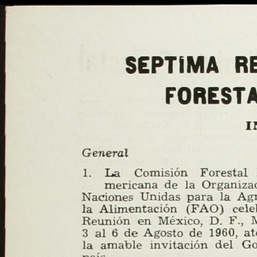 SEPTIMA RE
FORESTA
IN
General
1. La Comisión Forestal
mericana de la Organizac
Naciones Unidas para la Agr
la Alimentación (FAO) celeb
Reunión en México, D. F.,
3 al 6 de Agosto de 1960, ate
la amable invitación del Go